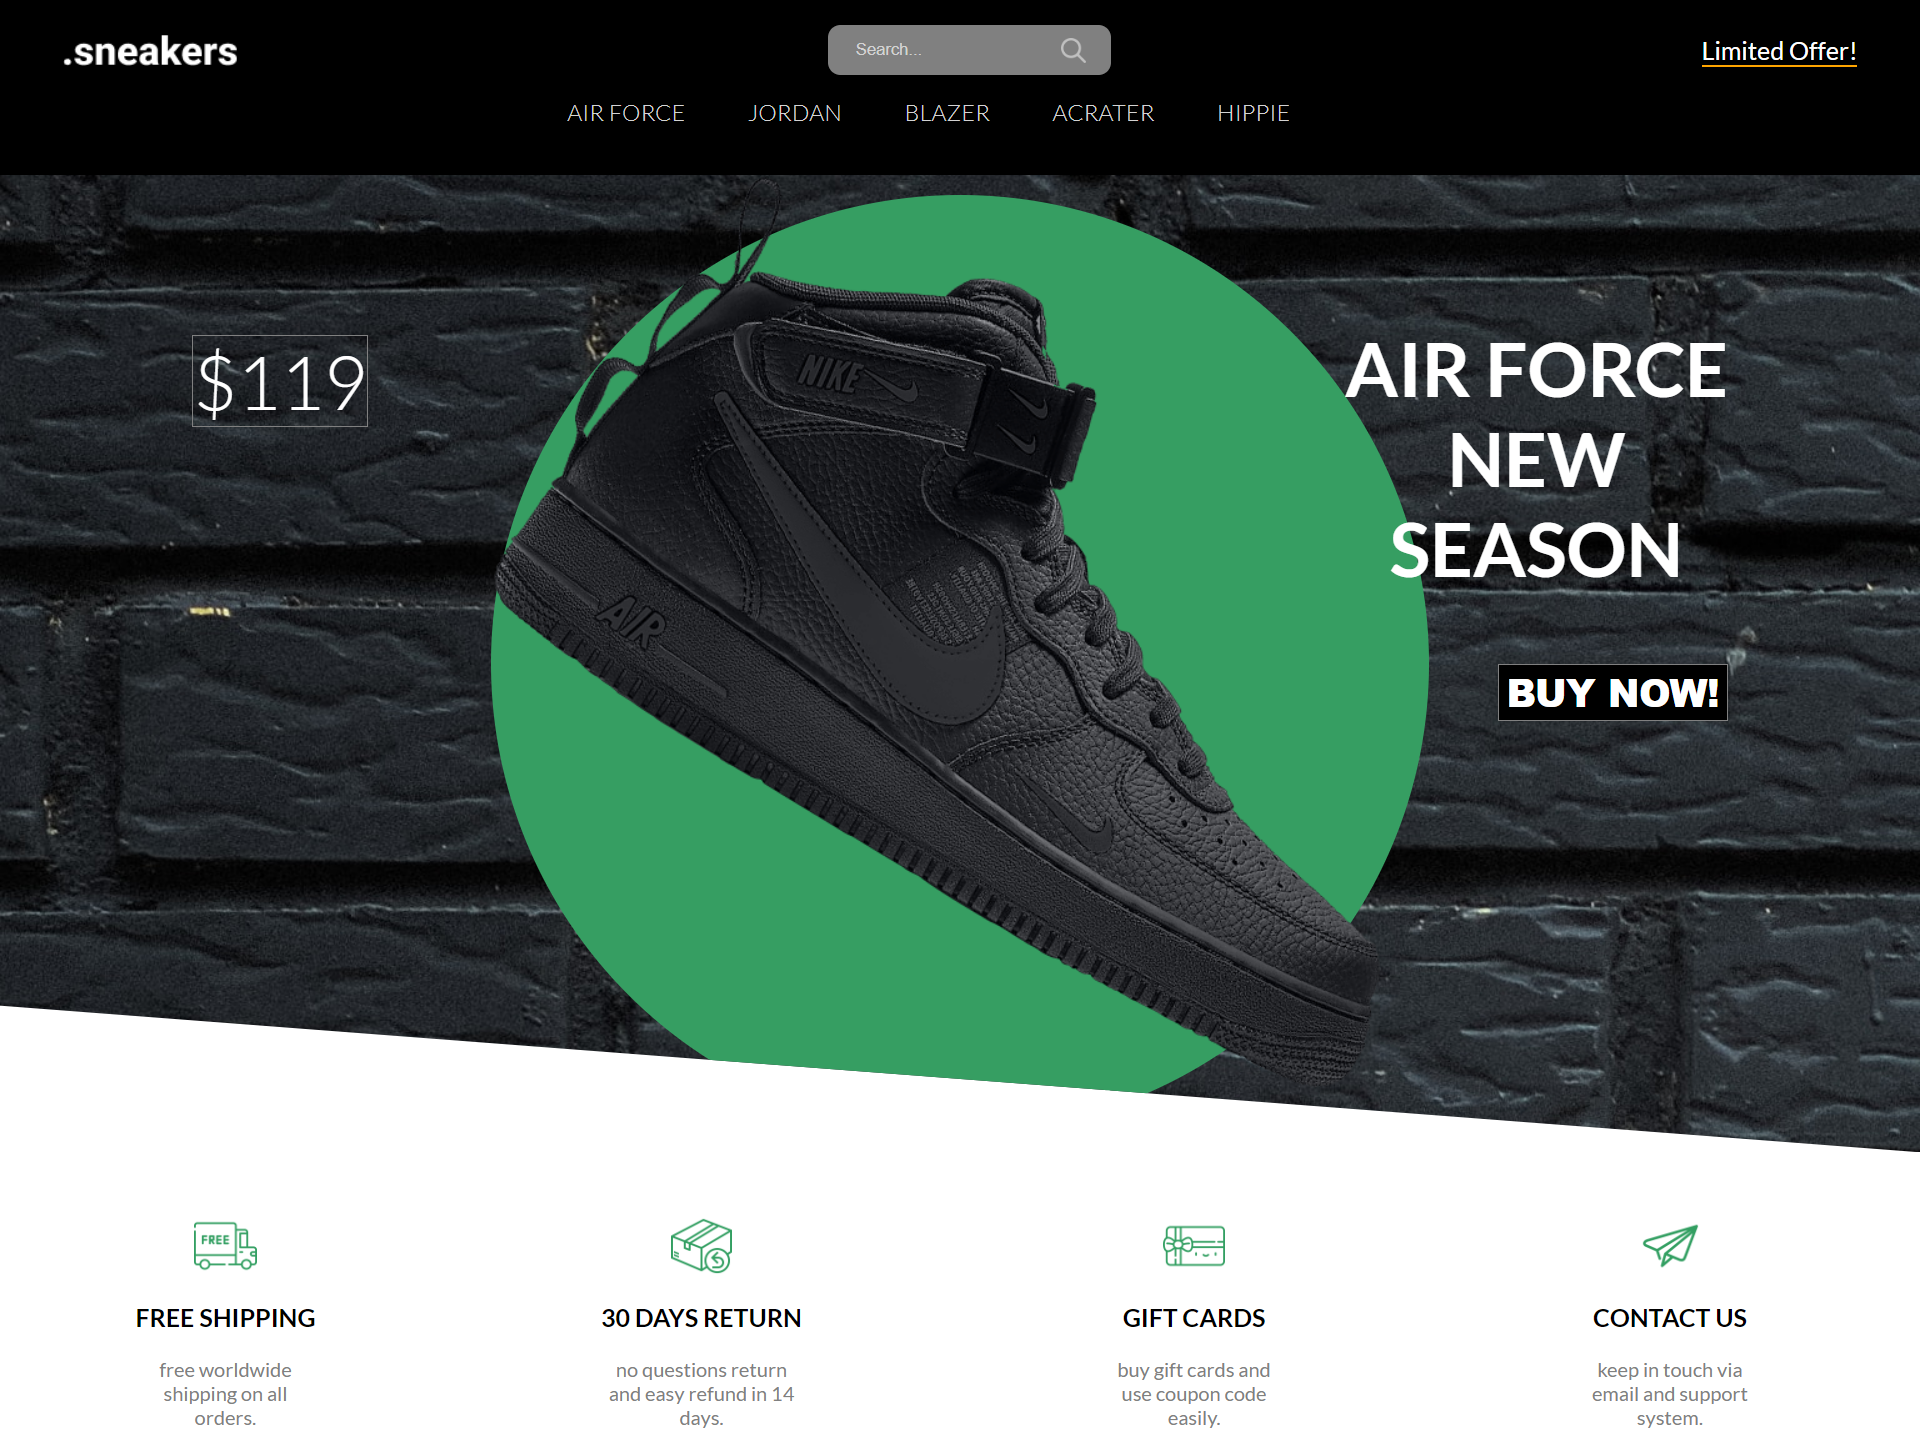 .sneakers
Search...
Limited Offer!
AIR FORCE
JORDAN
BLAZER
ACRATER
HIPPIE
$119
NIKE
AIR
AIR FORCE
NEW
SEASON
BUY NOW!
FREE
FREE SHIPPING
free worldwide
shipping on all
orders.
30 DAYS RETURN
no questions return
and easy refund in 14
days.
GIFT CARDS
buy gift cards and
use coupon code
easily.
CONTACT US
keep in touch via
email and support
system.